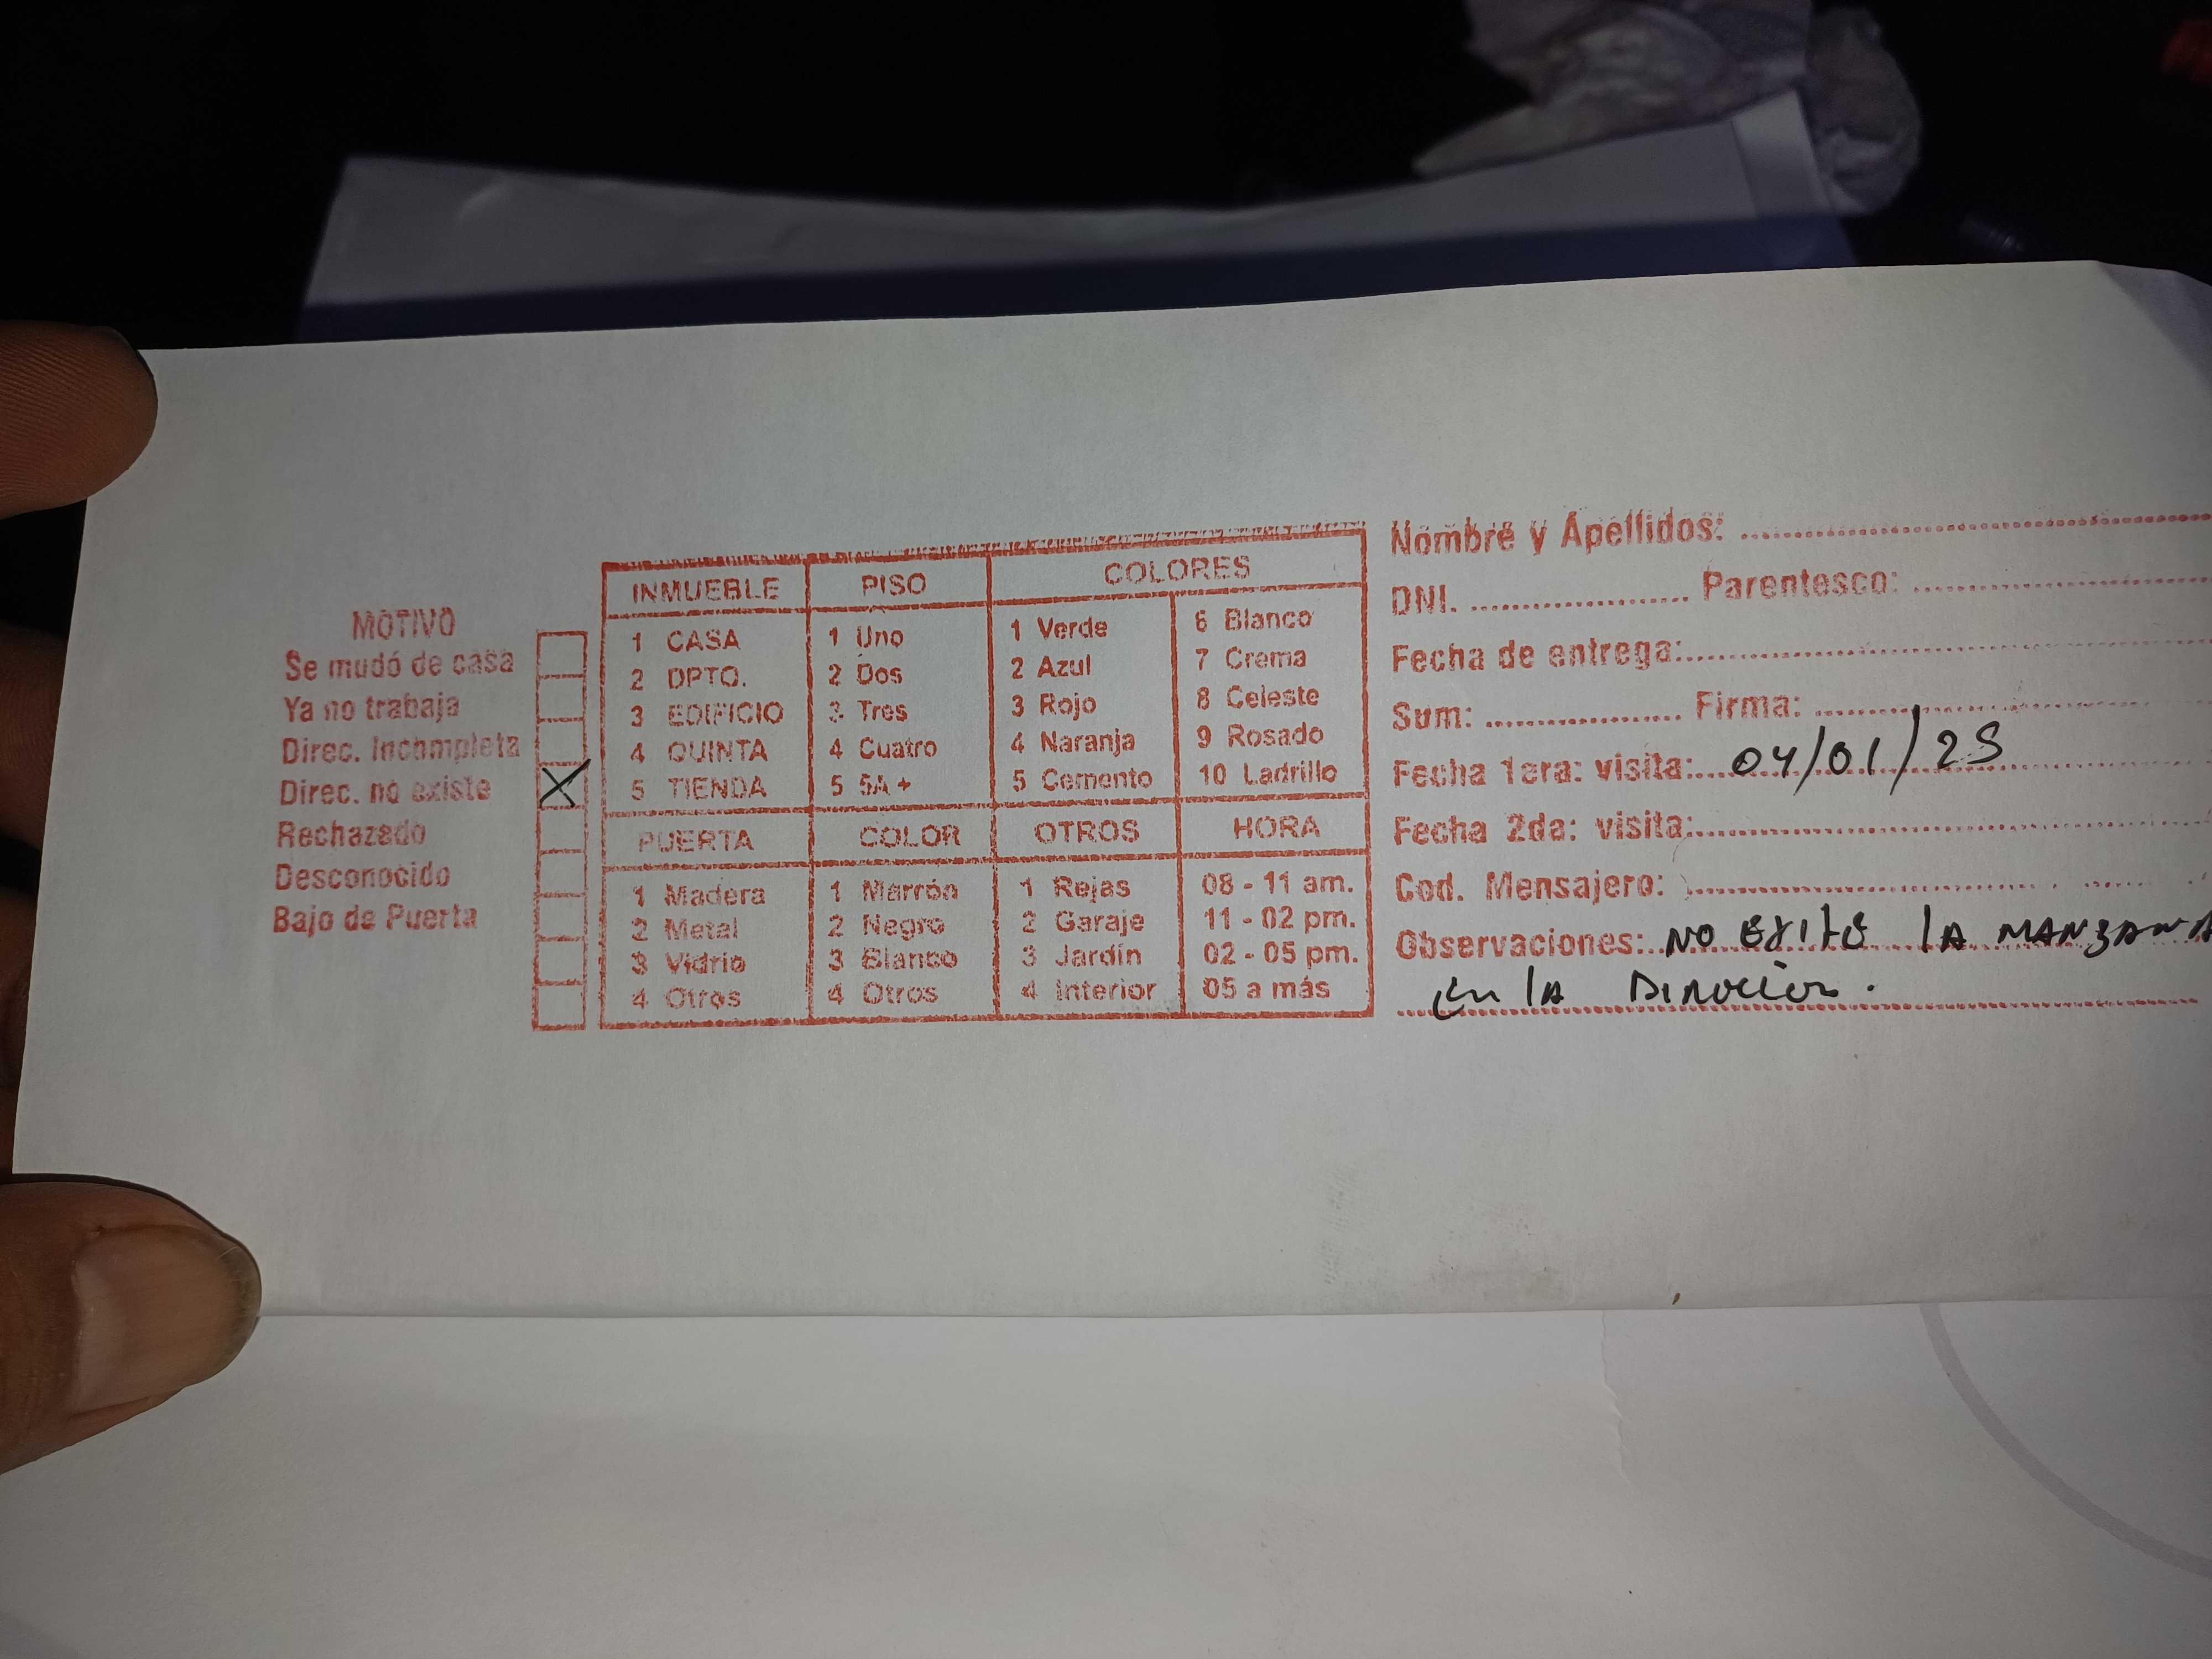 MOTIVO
Se mudó de casa
Ya no trabaja
Direc. Incompleta
Direc. no existe X
Rechazado
Desconocido
Bajo de Puerta
INMUEBLE PISO COLORES
1 CASA 1 Uno 1 Verde 6 Blanco
2 DPTO. 2 Dos 2 Azul 7 Crema
3 EDIFICIO 3 Tres 3 Rojo 8 Celeste
4 QUINTA 4 Cuatro 4 Naranja 9 Rosado
5 TIENDA 5 5A + 5 Cemento 10 Ladrillo
PUERTA COLOR OTROS HORA
1 Madera 1 Marrón 1 Rejas 08 - 11 am.
2 Metal 2 Negro 2 Garaje 11 - 02 pm.
3 Vidrio 3 Blanco 3 Jardín 02 - 05 pm.
4 Otros 4 Otros 4 Interior 05 a más
Nombre y Apellidos:
DNI. Parentesco:
Fecha de entrega:
Sum: Firma:
Fecha 1era: visita: 04/01/25
Fecha 2da: visita:
Cod. Mensajero:
Observaciones: NO EXITE LA MANZANA
En lA Dirección.